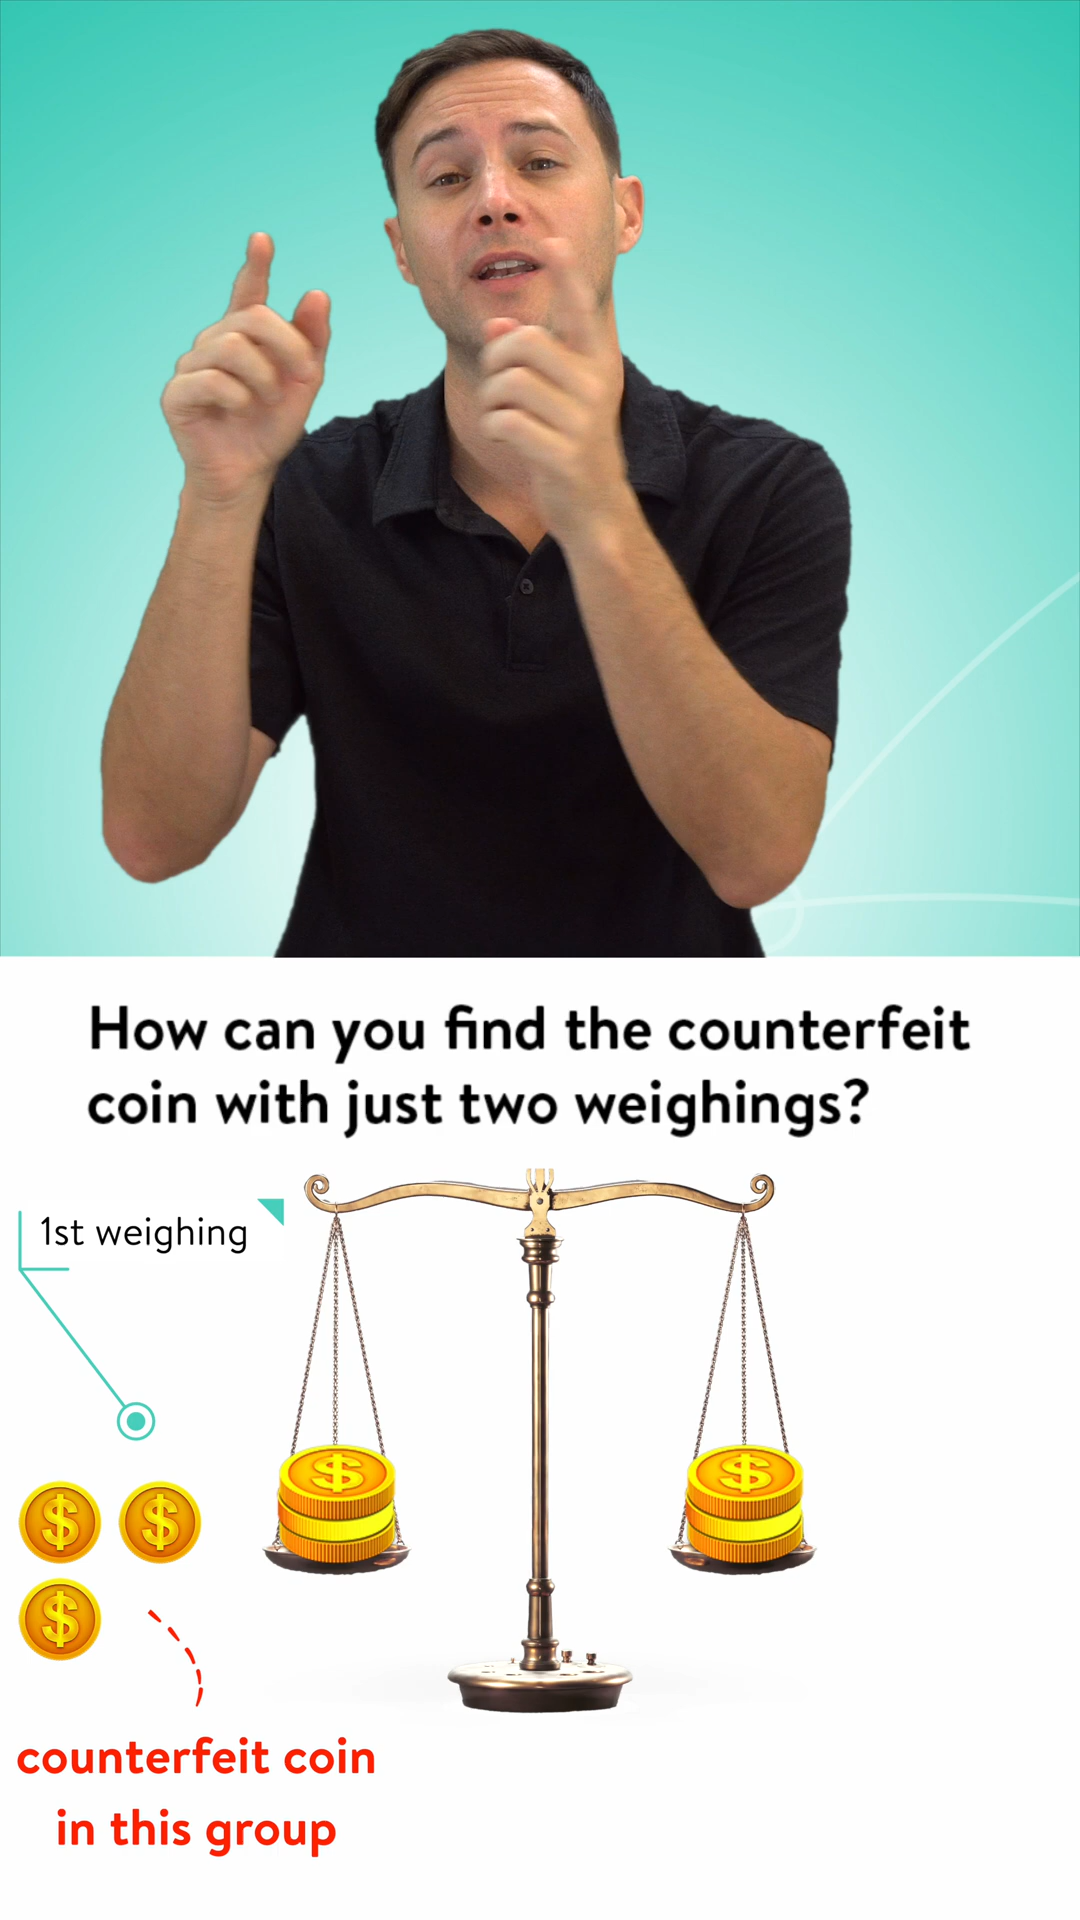 How can you find the counterfeit
coin with just two weighings?
1st weighing
$
$
$ $
$
counterfeit coin
in this group